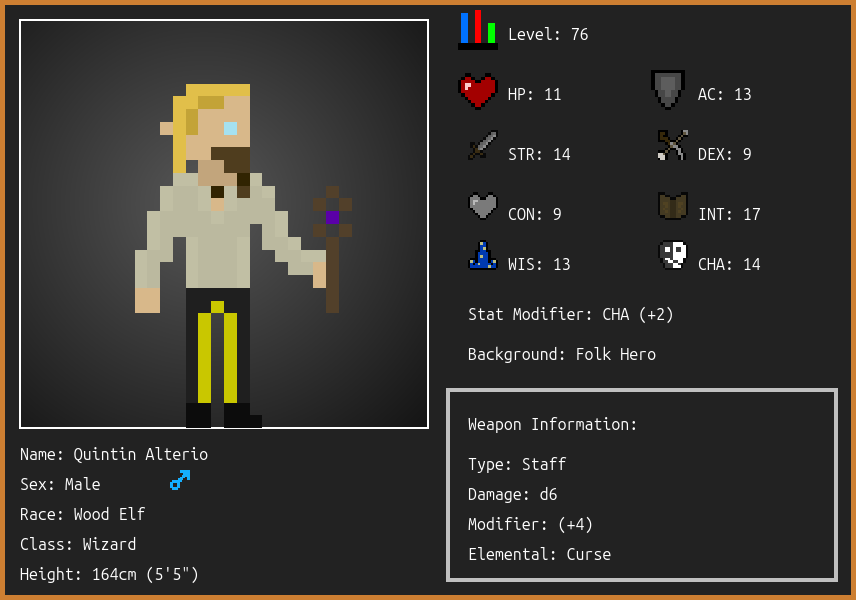 Level: 76
HP: 11
AC: 13
STR: 14
DEX: 9
CON: 9
INT: 17
WIS: 13
CHA: 14
Stat Modifier: CHA (+2)
Background: Folk Hero
Weapon Information:
Type: Staff
Damage: d6
Modifier: (+4)
Elemental: Curse
Name: Quintin Alterio
Sex: Male
Race: Wood Elf
Class: Wizard
Height: 164cm (5'5")